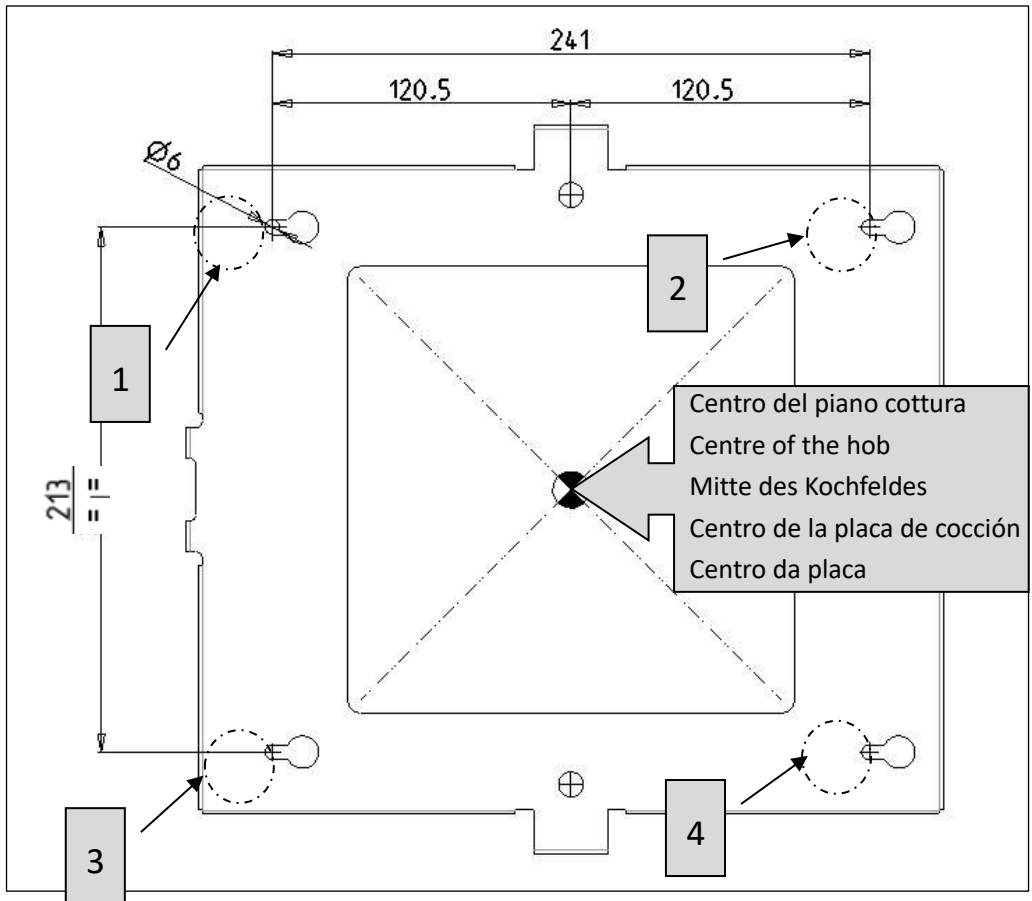 241
120.5
120.5
Ø6
2
1
Centro del piano cottura
Centre of the hob
Mitte des Kochfeldes
Centro de la placa de cocción
Centro da placa
213
= | =
4
3